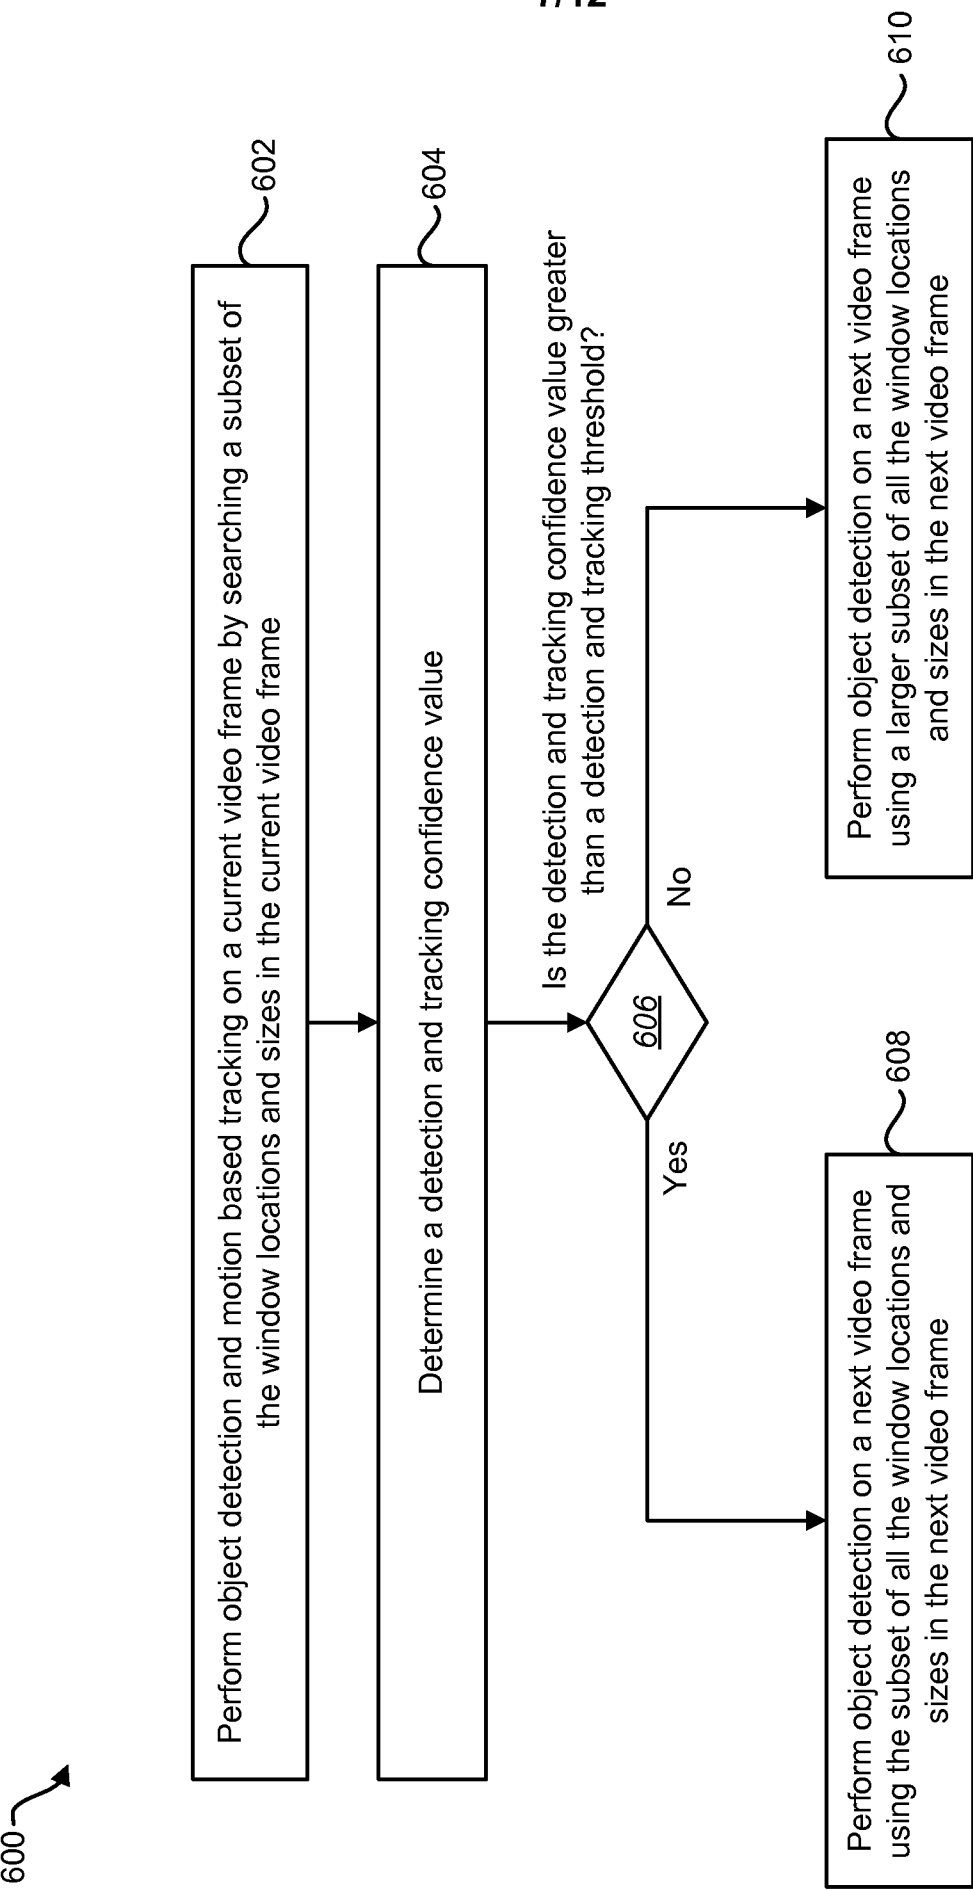 7/12
600
602
Perform object detection and motion based tracking on a current video frame by searching a subset of
the window locations and sizes in the current video frame
604
Determine a detection and tracking confidence value
Is the detection and tracking confidence value greater
than a detection and tracking threshold?
606
Yes
No
608
Perform object detection on a next video frame
using the subset of all the window locations and
sizes in the next video frame
610
Perform object detection on a next video frame
using a larger subset of all the window locations
and sizes in the next video frame